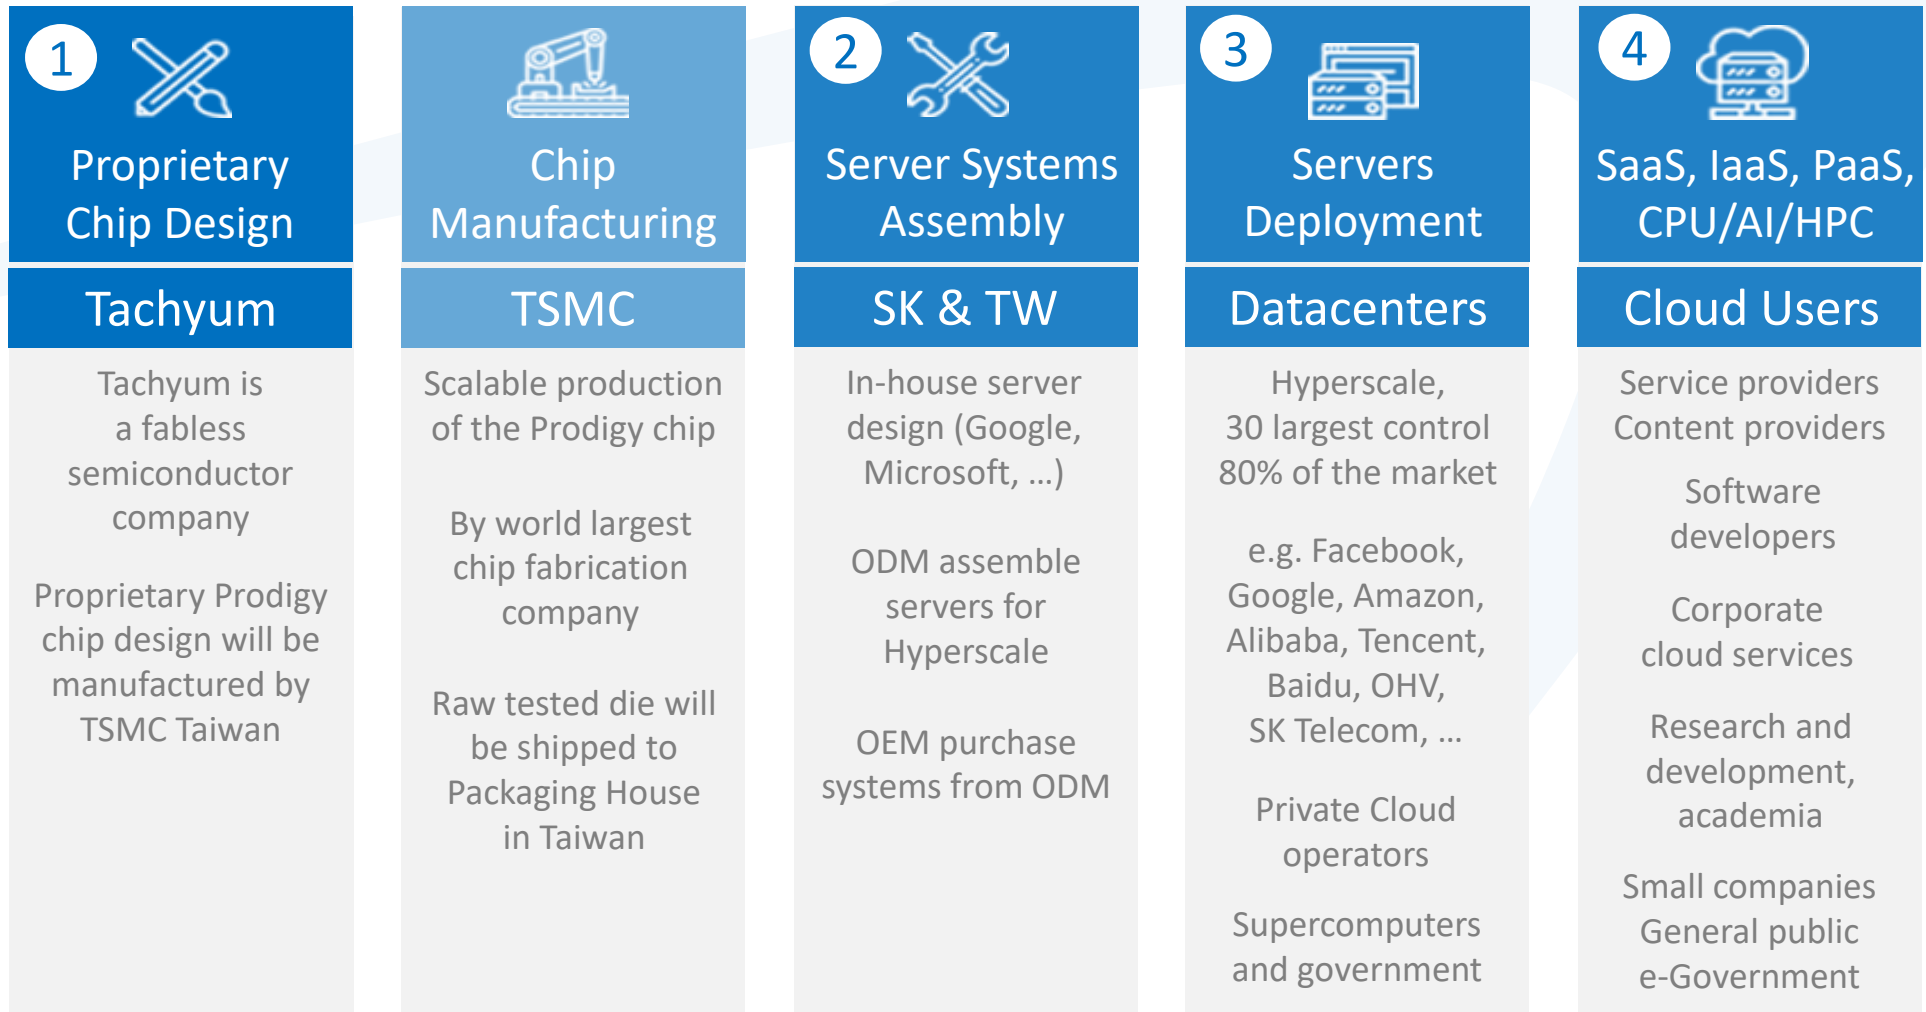 1
Proprietary
Chip Design
Tachyum
Tachyum is
a fabless
semiconductor
company
Proprietary Prodigy
chip design will be
manufactured by
TSMC Taiwan
Chip
Manufacturing
TSMC
Scalable production
of the Prodigy chip
By world largest
chip fabrication
company
Raw tested die will
be shipped to
Packaging House
in Taiwan
2
Server Systems
Assembly
SK & TW
In-house server
design (Google,
Microsoft, ...)
ODM assemble
servers for
Hyperscale
OEM purchase
systems from ODM
3
Servers
Deployment
Datacenters
Hyperscale,
30 largest control
80% of the market
e.g. Facebook,
Google, Amazon,
Alibaba, Tencent,
Baidu, OHV,
SK Telecom, ...
Private Cloud
operators
Supercomputers
and government
4
SaaS, IaaS, PaaS,
CPU/AI/HPC
Cloud Users
Service providers
Content providers
Software
developers
Corporate
cloud services
Research and
development,
academia
Small companies
General public
e-Government